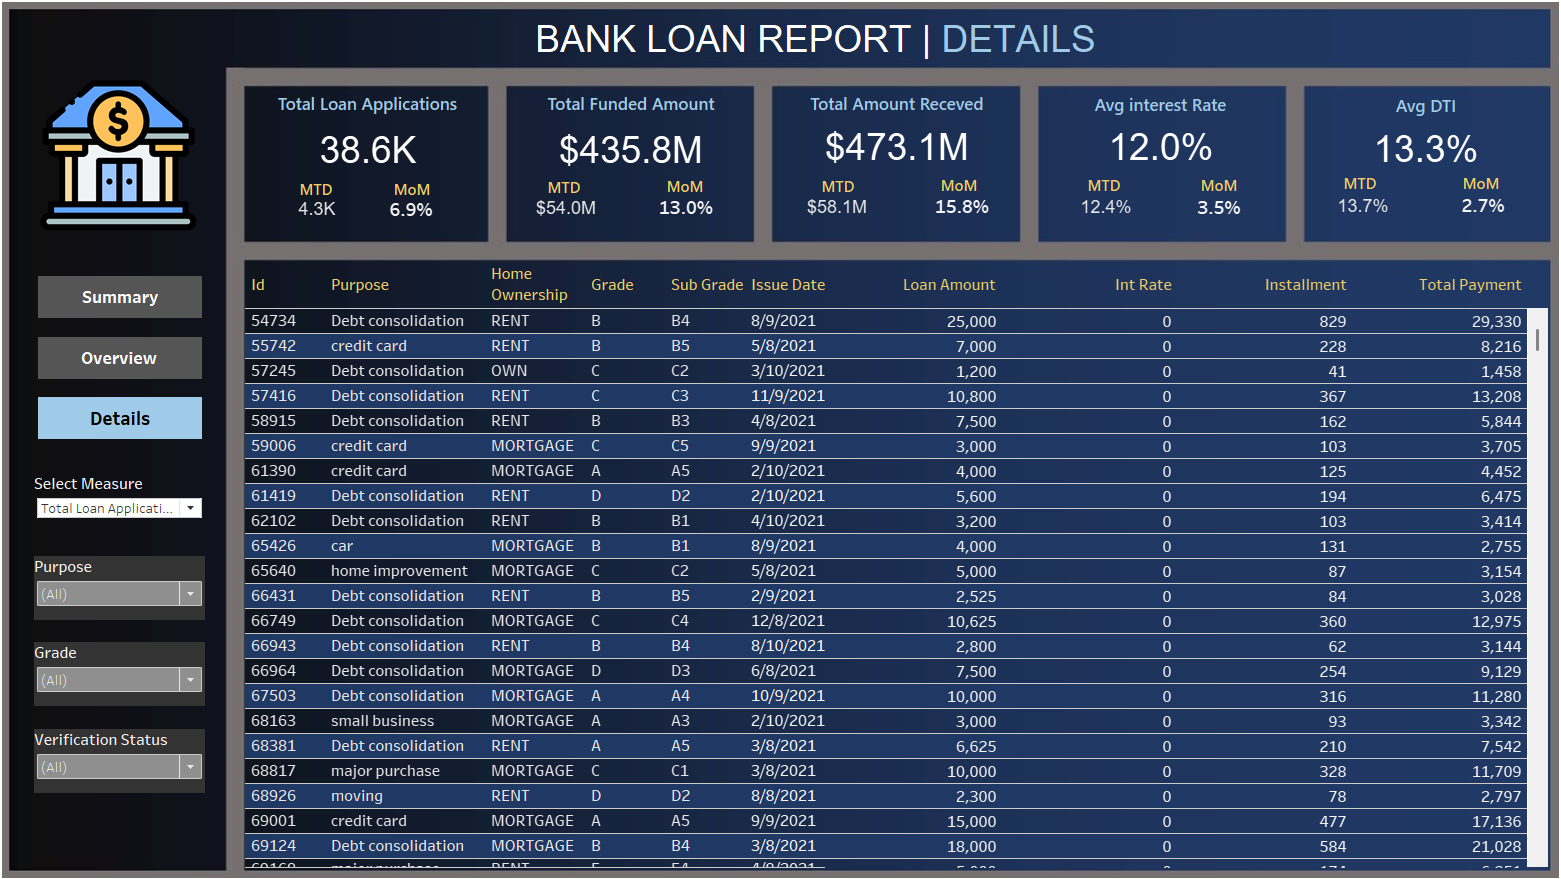 BANK LOAN REPORT | DETAILS
$
Total Loan Applications
38.6K
MTD MoM
4.3K 6.9%
Total Funded Amount
$435.8M
MTD MoM
$54.0M 13.0%
Total Amount Receved
$473.1M
MTD MoM
$58.1M 15.8%
Avg interest Rate
12.0%
MTD MoM
12.4% 3.5%
Avg DTI
13.3%
MTD MoM
13.7% 2.7%
Summary
Overview
Details
Select Measure
Total Loan Applicati...
Purpose
(All)
Grade
(All)
Verification Status
(All)
Id Purpose Home Ownership Grade Sub Grade Issue Date Loan Amount Int Rate Installment Total Payment
54734 Debt consolidation RENT B B4 8/9/2021 25,000 0 829 29,330
55742 credit card RENT B B5 5/8/2021 7,000 0 228 8,216
57245 Debt consolidation OWN C C2 3/10/2021 1,200 0 41 1,458
57416 Debt consolidation RENT C C3 11/9/2021 10,800 0 367 13,208
58915 Debt consolidation RENT B B3 4/8/2021 7,500 0 162 5,844
59006 credit card MORTGAGE C C5 9/9/2021 3,000 0 103 3,705
61390 credit card MORTGAGE A A5 2/10/2021 4,000 0 125 4,452
61419 Debt consolidation RENT D D2 2/10/2021 5,600 0 194 6,475
62102 Debt consolidation RENT B B1 4/10/2021 3,200 0 103 3,414
65426 car MORTGAGE B B1 8/9/2021 4,000 0 131 2,755
65640 home improvement MORTGAGE C C2 5/8/2021 5,000 0 87 3,154
66431 Debt consolidation RENT B B5 2/9/2021 2,525 0 84 3,028
66749 Debt consolidation MORTGAGE C C4 12/8/2021 10,625 0 360 12,975
66943 Debt consolidation RENT B B4 8/10/2021 2,800 0 62 3,144
66964 Debt consolidation MORTGAGE D D3 6/8/2021 7,500 0 254 9,129
67503 Debt consolidation MORTGAGE A A4 10/9/2021 10,000 0 316 11,280
68163 small business MORTGAGE A A3 2/10/2021 3,000 0 93 3,342
68381 Debt consolidation RENT A A5 3/8/2021 6,625 0 210 7,542
68817 major purchase MORTGAGE C C1 3/8/2021 10,000 0 328 11,709
68926 moving RENT D D2 8/8/2021 2,300 0 78 2,797
69001 credit card MORTGAGE A A5 9/9/2021 15,000 0 477 17,136
69124 Debt consolidation MORTGAGE B B4 3/8/2021 18,000 0 584 21,028